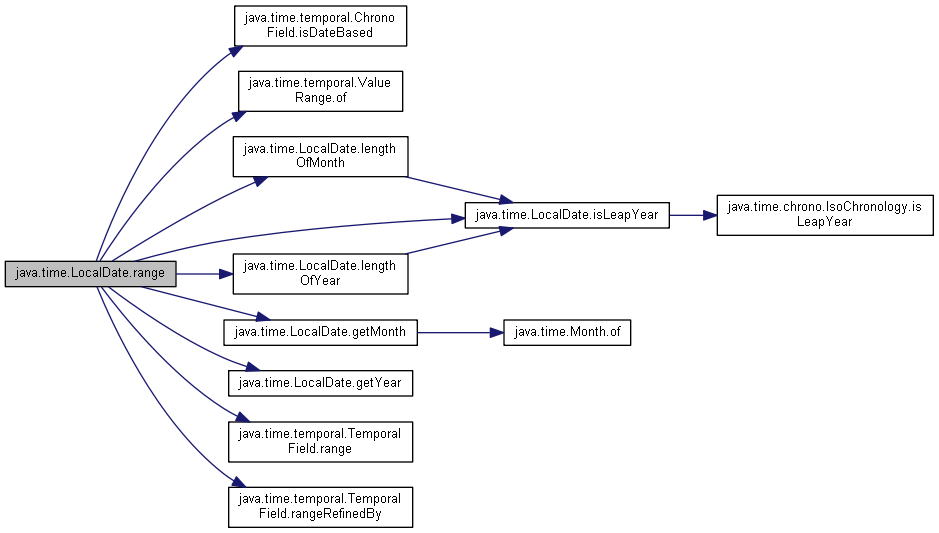 java.time.temporal.Chrono
Field.isDateBased
java.time.temporal.Value
Range.of
java.time.LocalDate.length
OfMonth
java.time.LocalDate.isLeapYear
java.time.chrono.IsoChronology.is
LeapYear
java.time.LocalDate.range
java.time.LocalDate.length
OfYear
java.time.LocalDate.getMonth
java.time.Month.of
java.time.LocalDate.getYear
java.time.temporal.Temporal
Field.range
java.time.temporal.Temporal
Field.rangeRefinedBy